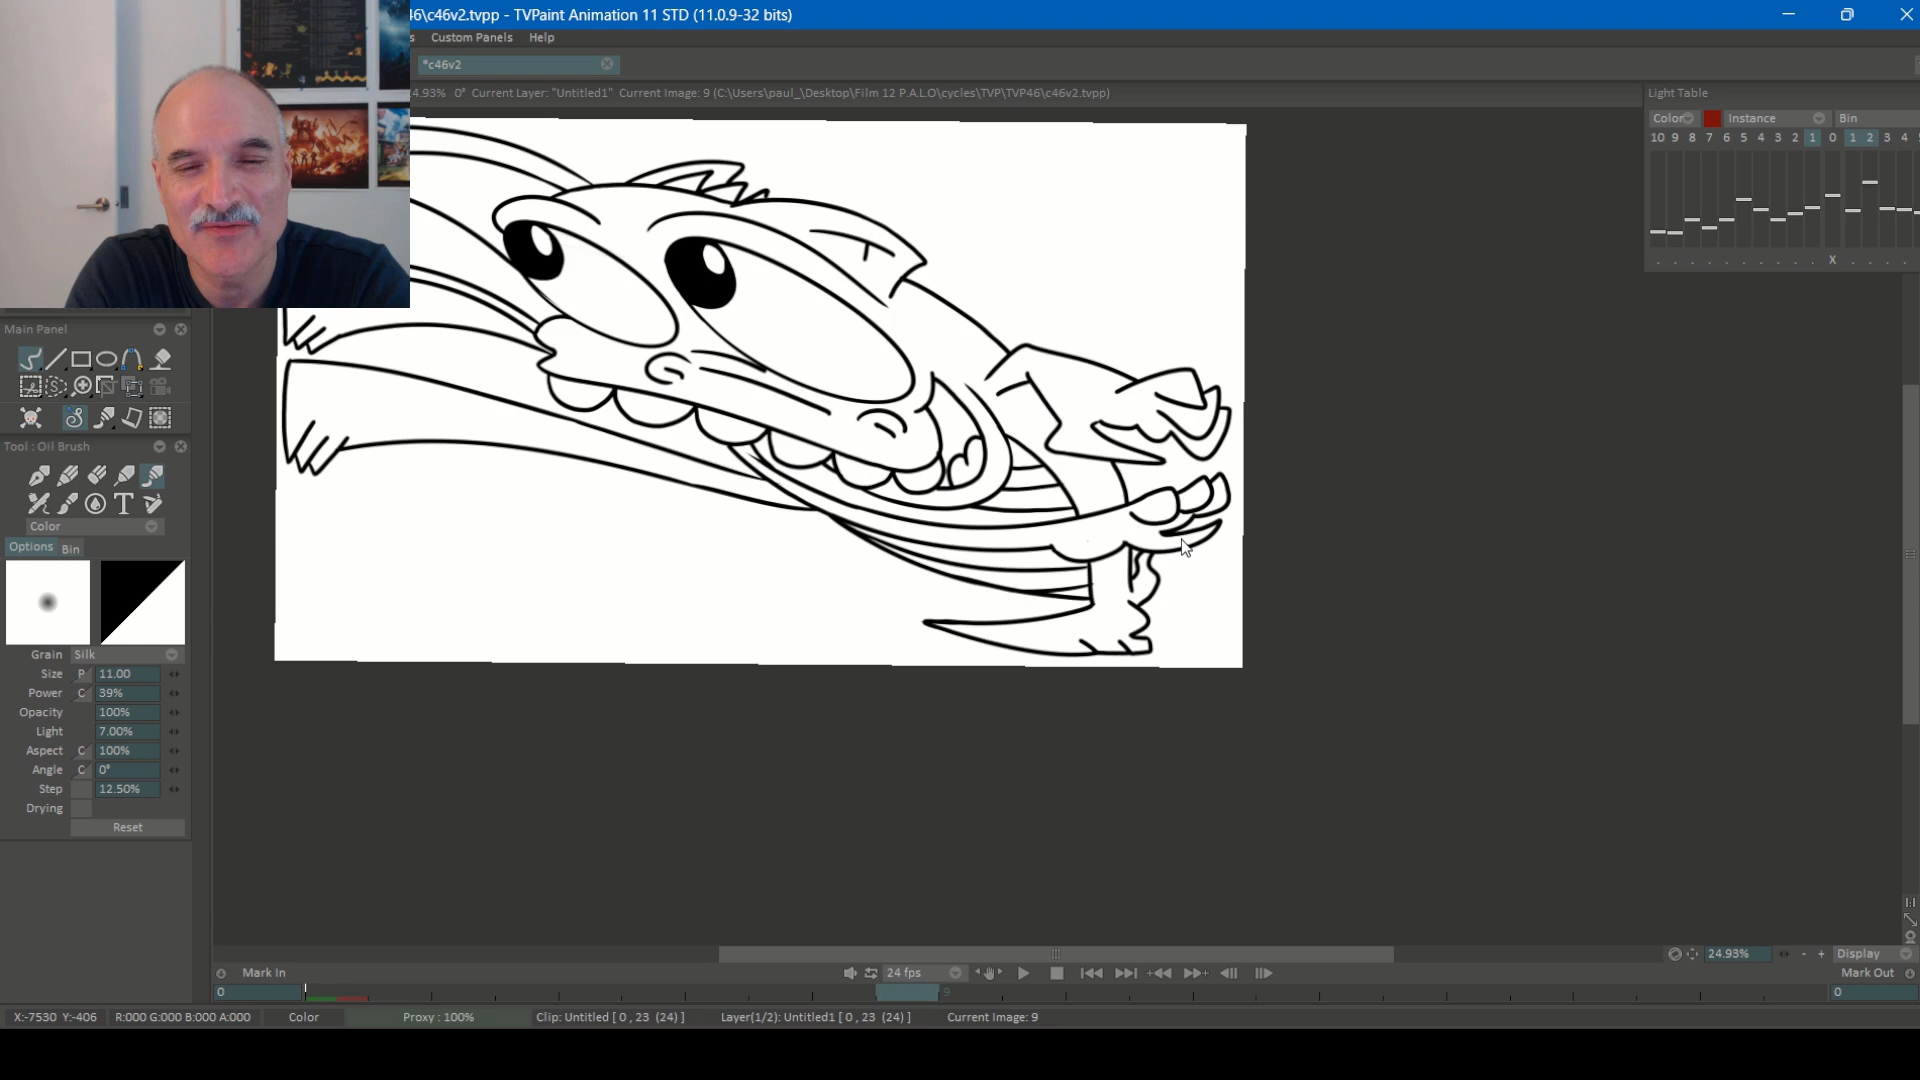 46\c46v2.tvpp - TVPaint Animation 11 STD (11.0.9-32 bits)
s Custom Panels Help
*c46v2
4.93% 0° Current Layer: "Untitled1" Current Image: 9 (C:\Users\paul_\Desktop\Film 12 P.A.L.O\cycles\TVP\TVP46\c46v2.tvpp)
Light Table
Color Instance Bin
10 9 8 7 6 5 4 3 2 1 0 1 2 3 4
X
Main Panel
Tool : Oil Brush
Color
Options Bin
Grain Silk
Size P 11.00
Power C 39%
Opacity 100%
Light 7.00%
Aspect C 100%
Angle C 0°
Step 12.50%
Drying
Reset
24.93% - + Display
Mark In 24 fps Mark Out
0 9 0
X:-7530 Y:-406 R:000 G:000 B:000 A:000 Color Proxy : 100% Clip: Untitled [ 0 , 23 (24) ] Layer(1/2): Untitled1 [ 0 , 23 (24) ] Current Image: 9